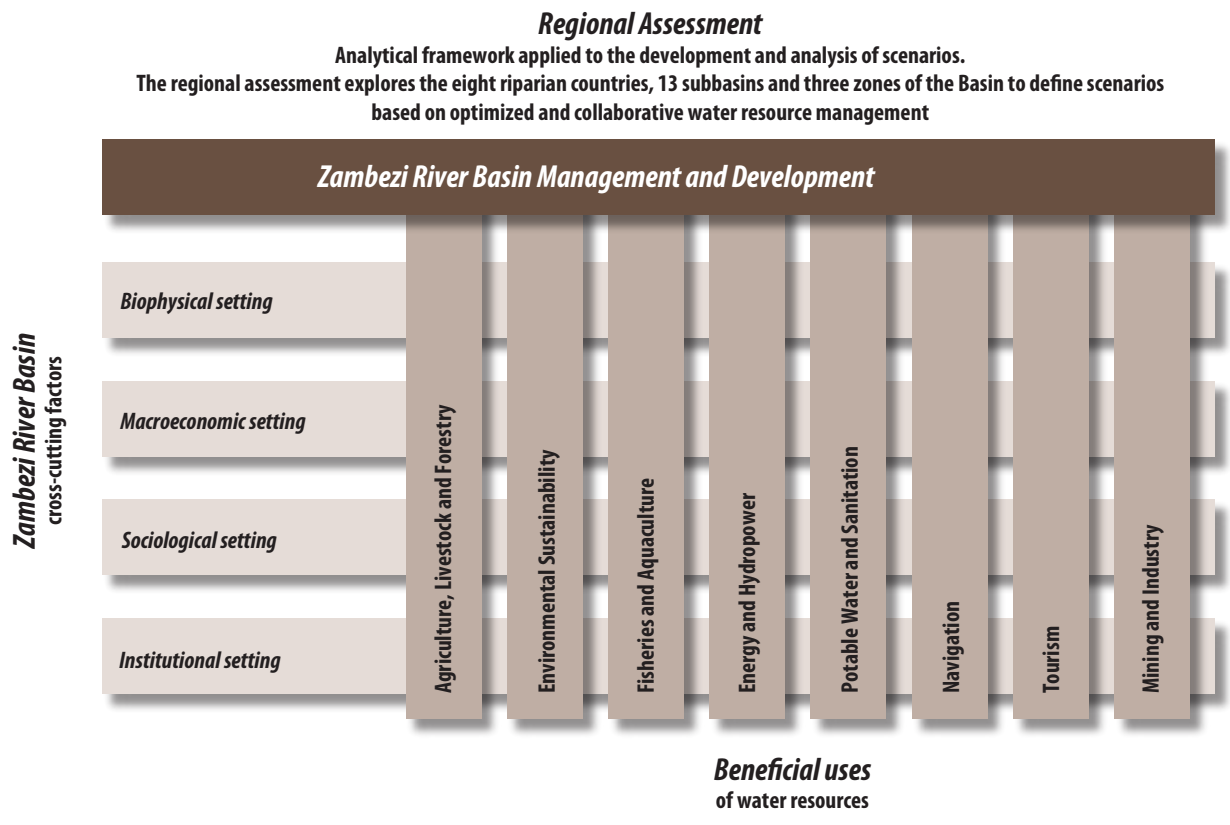 Regional Assessment
Analytical framework applied to the development and analysis of scenarios.
The regional assessment explores the eight riparian countries, 13 subbasins and three zones of the Basin to define scenarios
based on optimized and collaborative water resource management
Zambezi River Basin Management and Development
Zambezi River Basin
cross-cutting factors
Biophysical setting
Macroeconomic setting
Sociological setting
Institutional setting
Agriculture, Livestock and Forestry
Environmental Sustainability
Fisheries and Aquaculture
Energy and Hydropower
Potable Water and Sanitation
Navigation
Tourism
Mining and Industry
Beneficial uses
of water resources